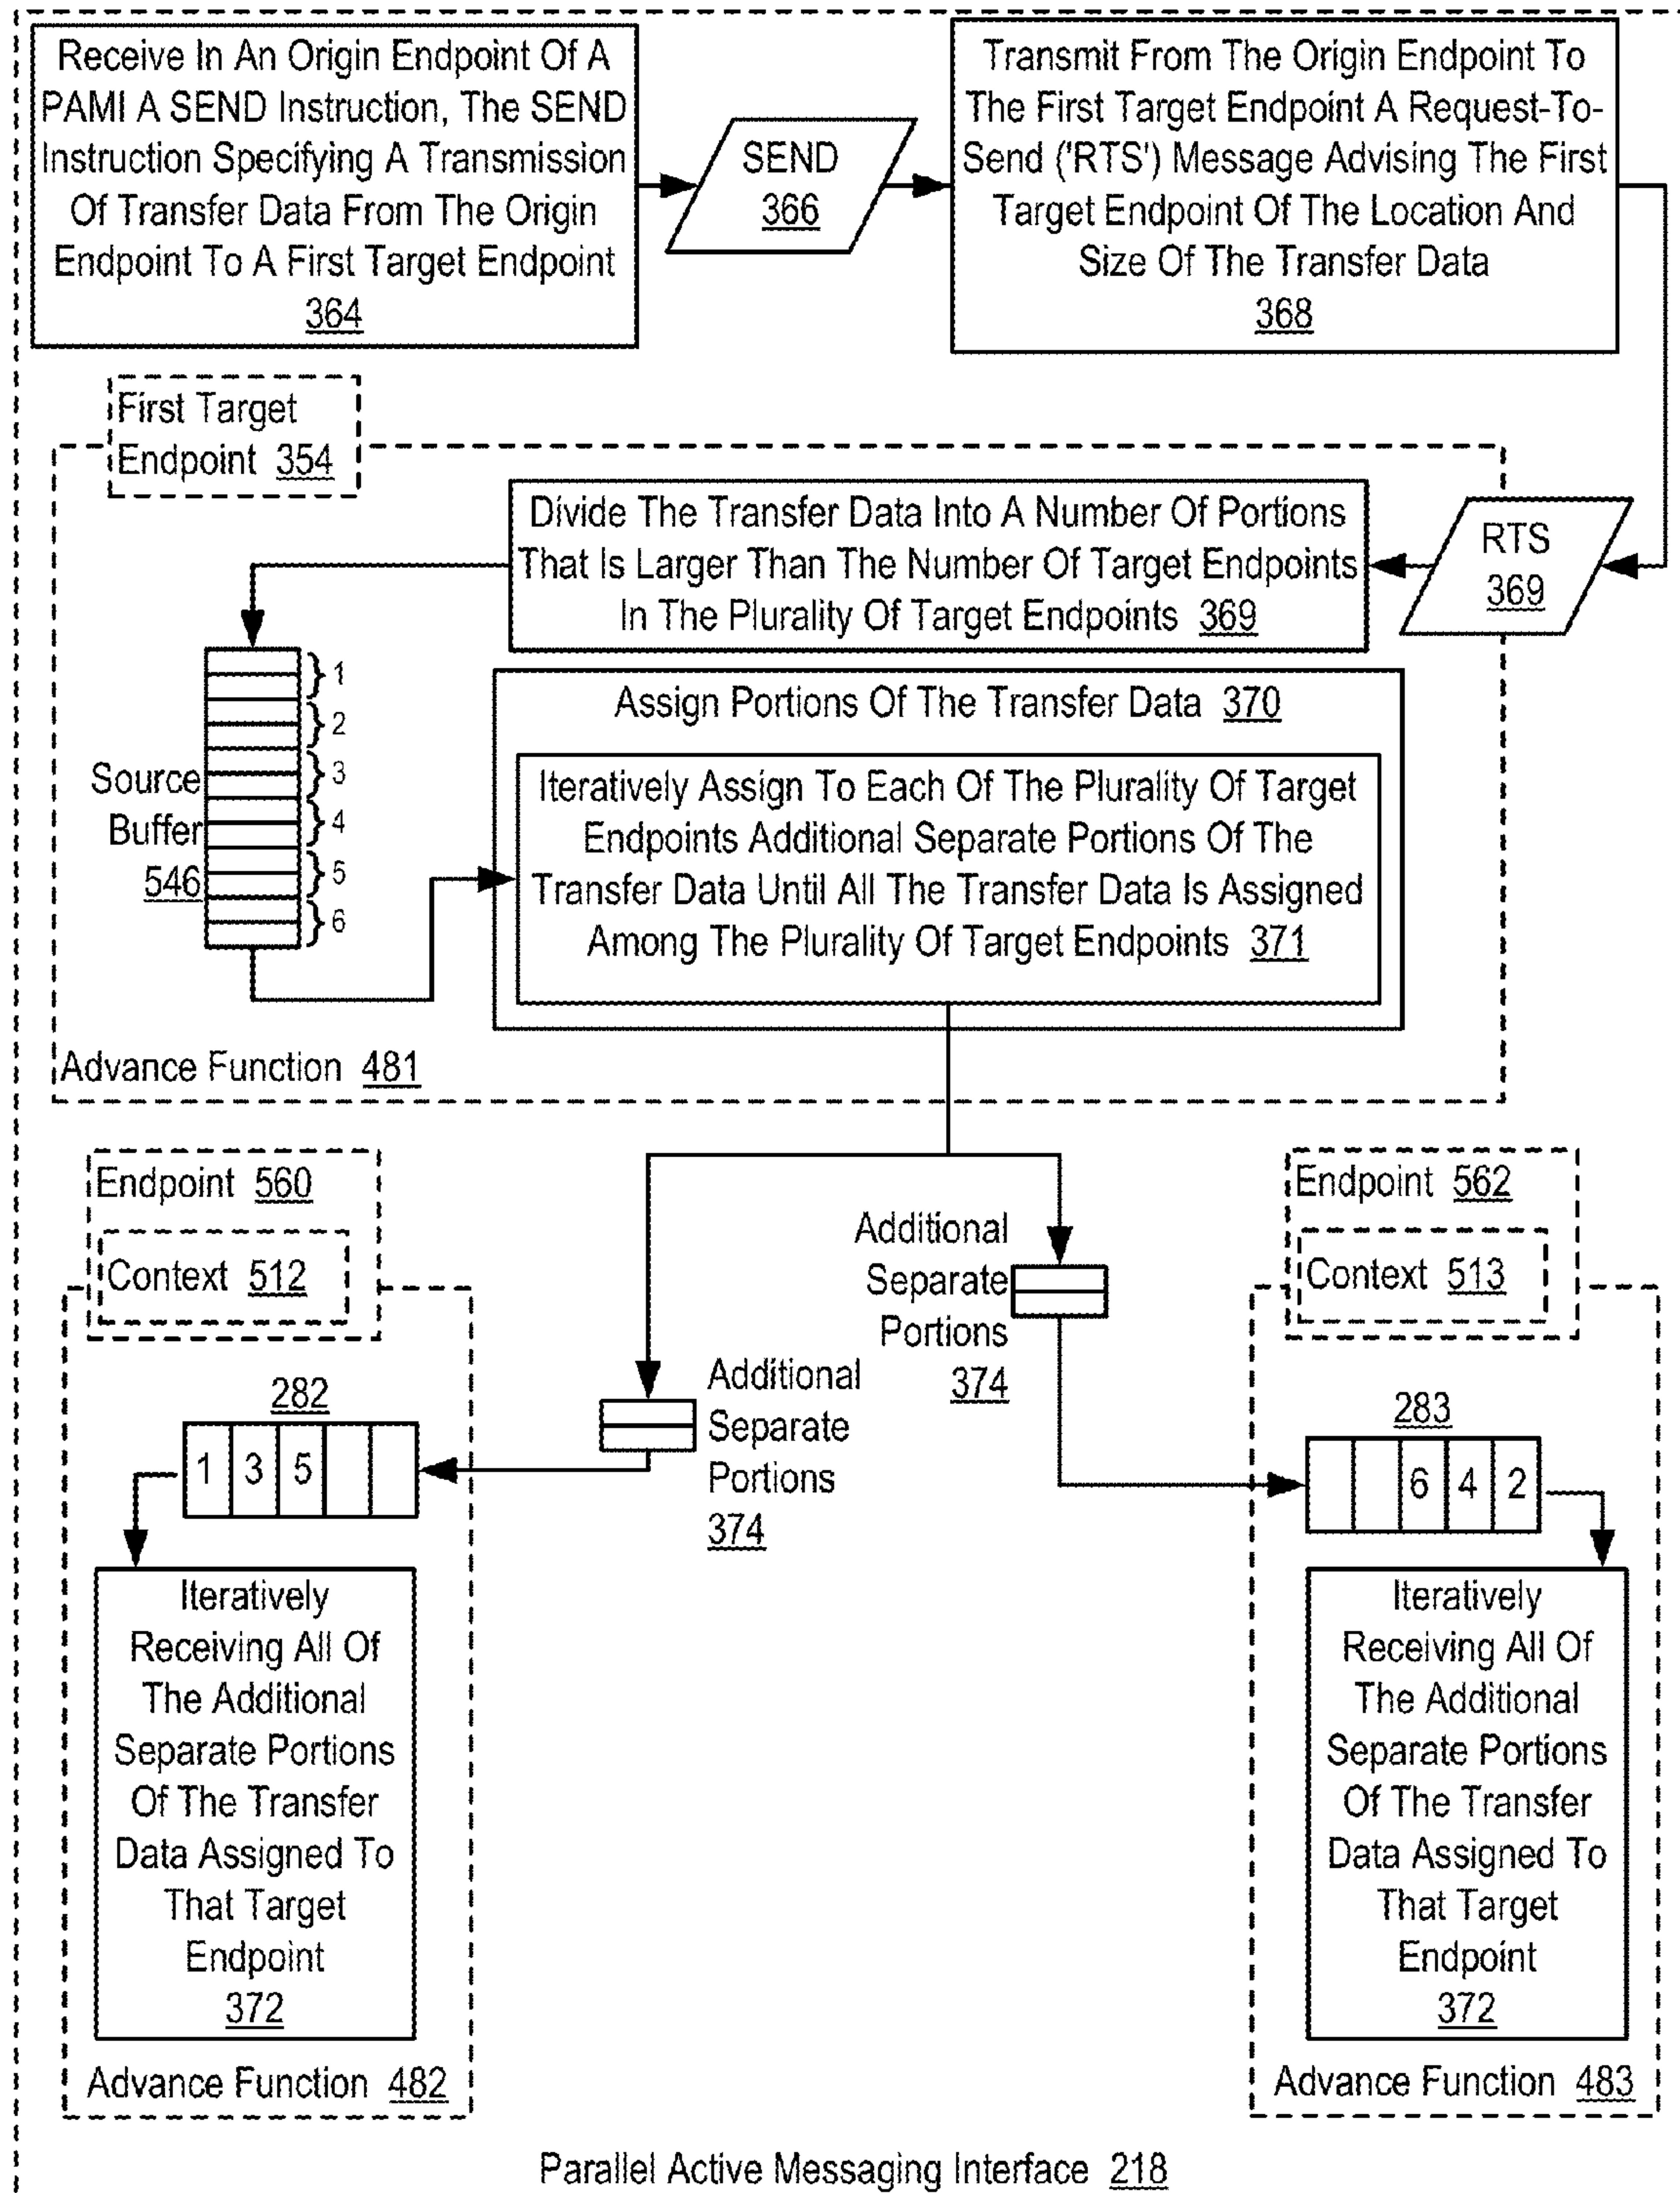 Receive In An Origin Endpoint Of A
PAMI A SEND Instruction, The SEND
Instruction Specifying A Transmission
Of Transfer Data From The Origin
Endpoint To A First Target Endpoint
364
SEND
366
Transmit From The Origin Endpoint To
The First Target Endpoint A Request-To-
Send ('RTS') Message Advising The First
Target Endpoint Of The Location And
Size Of The Transfer Data
368
First Target
Endpoint 354
Divide The Transfer Data Into A Number Of Portions
That Is Larger Than The Number Of Target Endpoints
In The Plurality Of Target Endpoints 369
RTS
369
1
2
3
4
5
6
Source
Buffer
546
Assign Portions Of The Transfer Data 370
Iteratively Assign To Each Of The Plurality Of Target
Endpoints Additional Separate Portions Of The
Transfer Data Until All The Transfer Data Is Assigned
Among The Plurality Of Target Endpoints 371
Advance Function 481
Endpoint 560
Context 512
Additional
Separate
Portions
374
Endpoint 562
Context 513
Additional
Separate
Portions
374
282
1 3 5
283
6 4 2
Iteratively
Receiving All Of
The Additional
Separate Portions
Of The Transfer
Data Assigned To
That Target
Endpoint
372
Advance Function 482
Iteratively
Receiving All Of
The Additional
Separate Portions
Of The Transfer
Data Assigned To
That Target
Endpoint
372
Advance Function 483
Parallel Active Messaging Interface 218